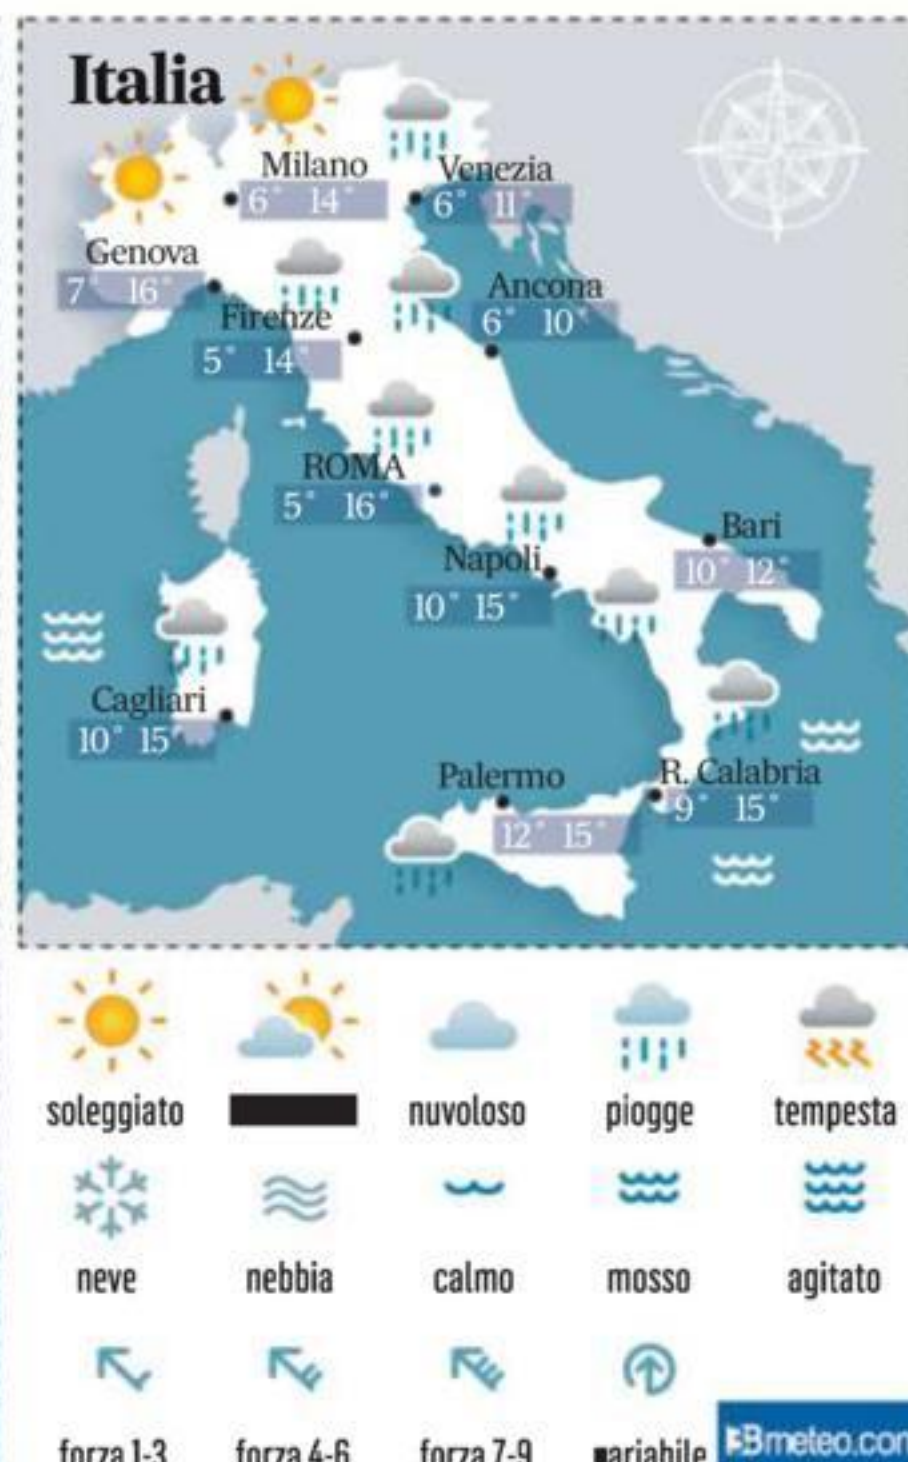 Italia
Milano
6° 14°
Venezia
6° 11°
Genova
7° 16°
Firenze
5° 14°
Ancona
6° 10°
ROMA
5° 16°
Napoli
10° 15°
Bari
10° 12°
Cagliari
10° 15°
Palermo
12° 15°
R. Calabria
9° 15°
soleggiato
nuvoloso
piogge
tempesta
neve
nebbia
calmo
mosso
agitato
forza 1-3
forza 4-6
forza 7-9
ariabile
3Bmeteo.com